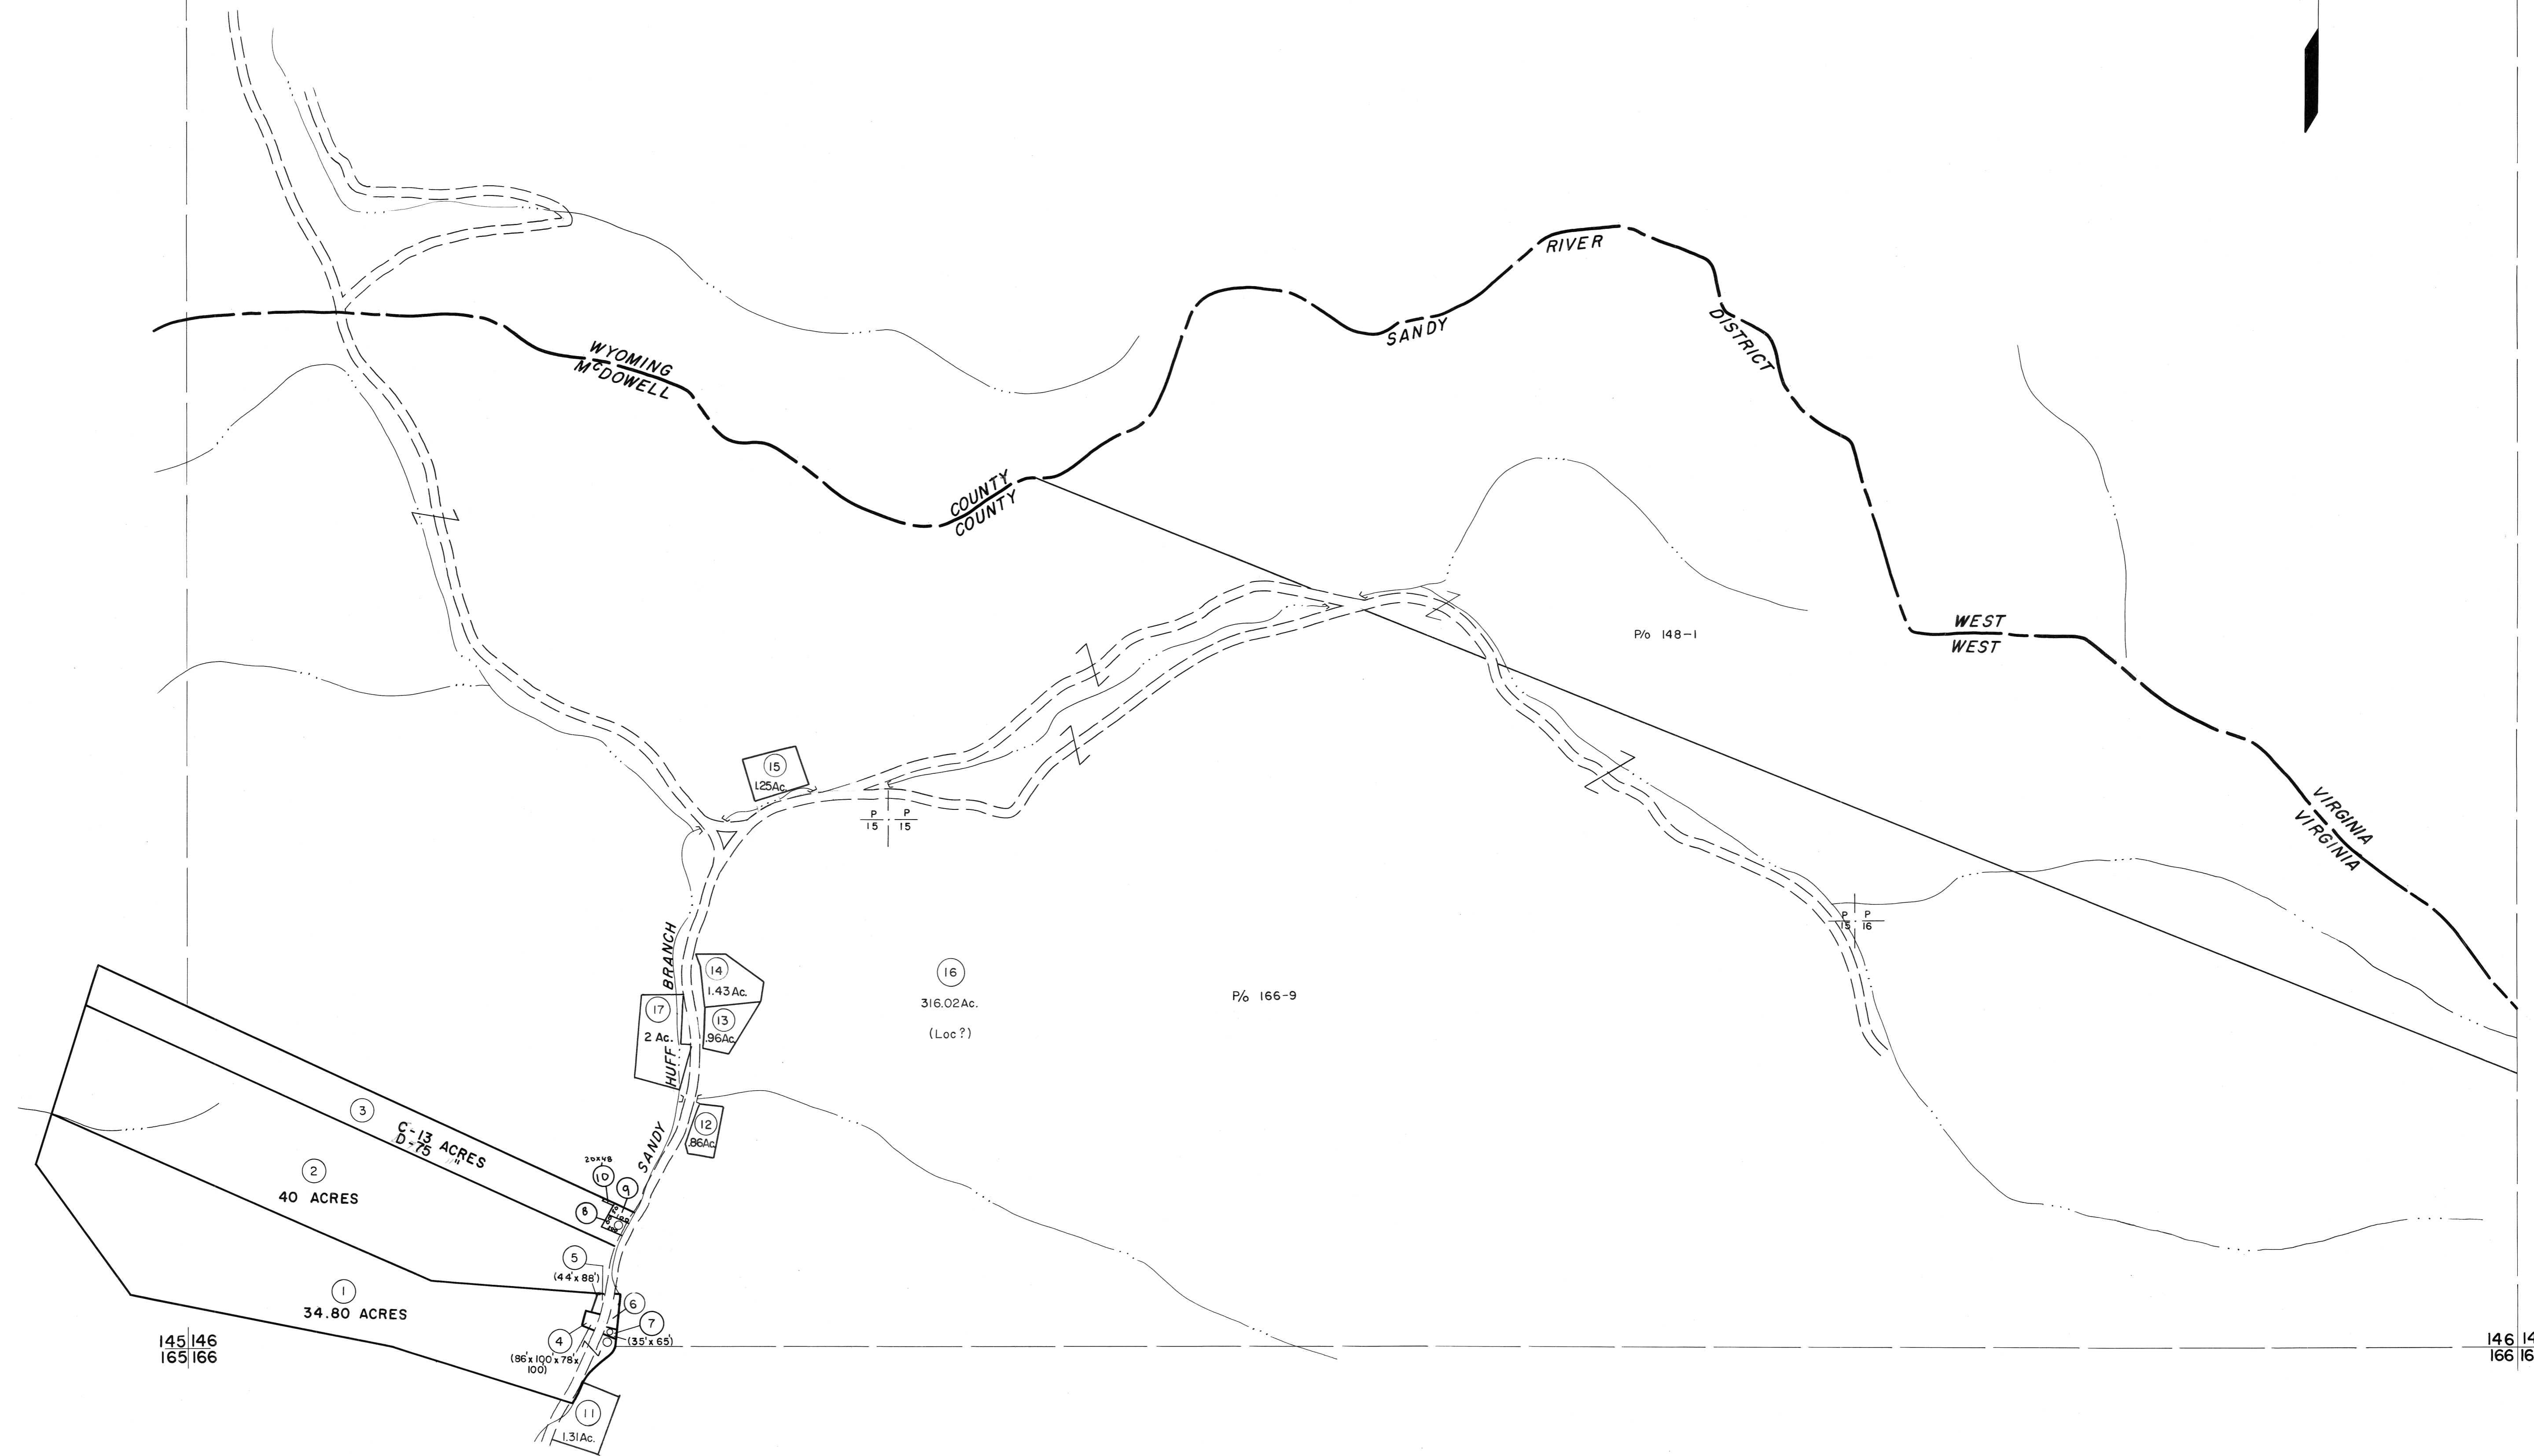 RIVER
SANDY
DISTRICT
WYOMING
McDOWELL
COUNTY
COUNTY
WEST
WEST
P/o 148-1
VIRGINIA
VIRGINIA
15
1.25Ac.
P P
15 15
P P
15 16
HUFF BRANCH
SANDY
14
1.43Ac.
13
.96Ac.
17
2 Ac.
16
316.02Ac.
(Loc?)
P/o 166-9
12
.86Ac.
3
C-13 ACRES
D-75 "
2
40 ACRES
20x48
10
9
8
5
(44'x 88')
1
34.80 ACRES
6
7
(35'x 65')
4
(86'x 100'x 78'x
100)
145 146
165 166
146 14
166 16
11
1.31Ac.